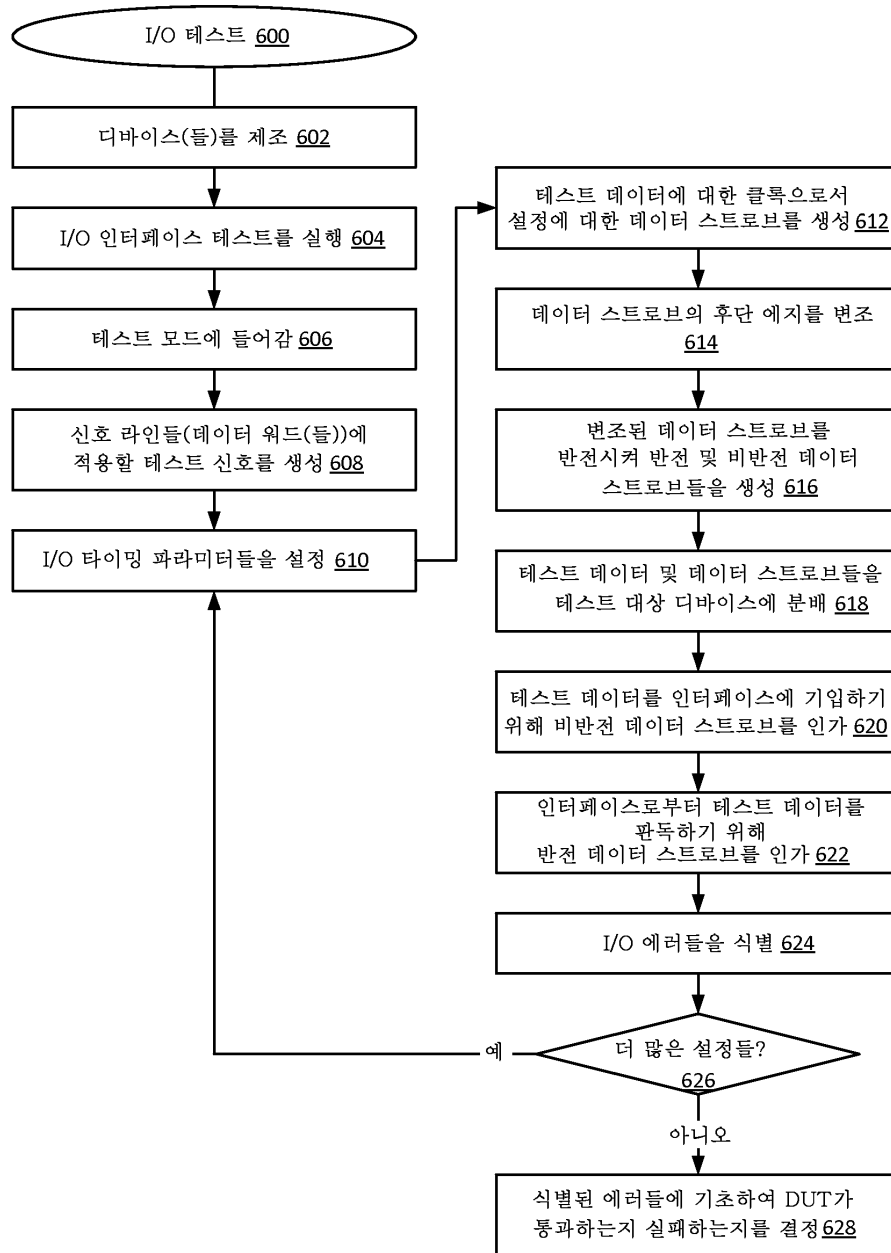 I/O 테스트 600
디바이스(들)를 제조 602
I/O 인터페이스 테스트를 실행 604
테스트 모드에 들어감 606
신호 라인들(데이터 워드(들))에
적용할 테스트 신호를 생성 608
I/O 타이밍 파라미터들을 설정 610
테스트 데이터에 대한 클록으로서
설정에 대한 데이터 스트로브를 생성 612
데이터 스트로브의 후단 에지를 변조
614
변조된 데이터 스트로브를
반전시켜 반전 및 비반전 데이터
스트로브들을 생성 616
테스트 데이터 및 데이터 스트로브들을
테스트 대상 디바이스에 분배 618
테스트 데이터를 인터페이스에 기입하기
위해 비반전 데이터 스트로브를 인가 620
인터페이스로부터 테스트 데이터를
판독하기 위해
반전 데이터 스트로브를 인가 622
I/O 에러들을 식별 624
더 많은 설정들?
626
예
아니오
식별된 에러들에 기초하여 DUT가
통과하는지 실패하는지를 결정 628